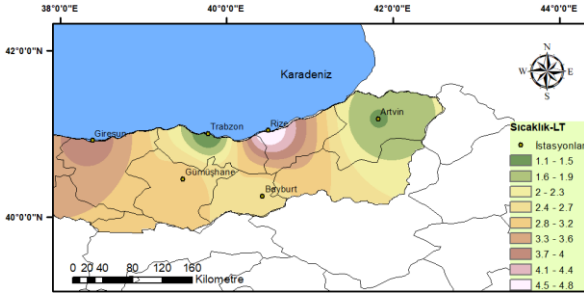 38°0'0"E 40°0'0"E 42°0'0"E 44°0'0"E
42°0'0"N
40°0'0"N
Karadeniz
N
W E
S
Giresun
Trabzon
Rize
Artvin
Gümüşhane
Bayburt
Sıcaklık-LT
İstasyonlar
1.1 - 1.5
1.6 - 1.9
2 - 2.3
2.4 - 2.7
2.8 - 3.2
3.3 - 3.6
3.7 - 4
4.1 - 4.4
4.5 - 4.8
0 20 40 80 120 160
Kilometre